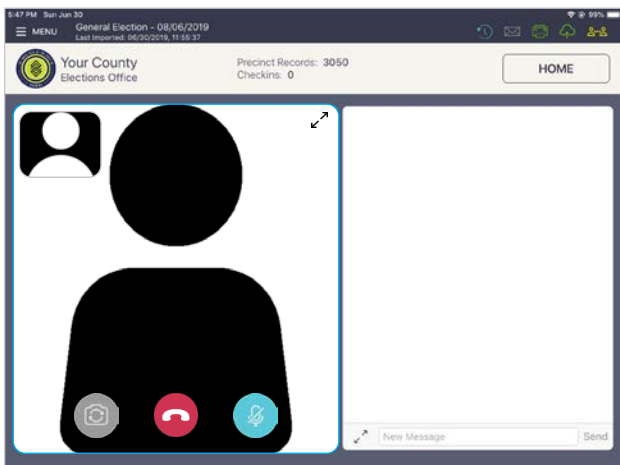 5:47 PM Sun Jun 30
99%
MENU
General Election - 08/06/2019
Last Imported: 06/30/2019, 11:55:37
Your County
Elections Office
Precinct Records: 3050
Checkins: 0
HOME
New Message
Send